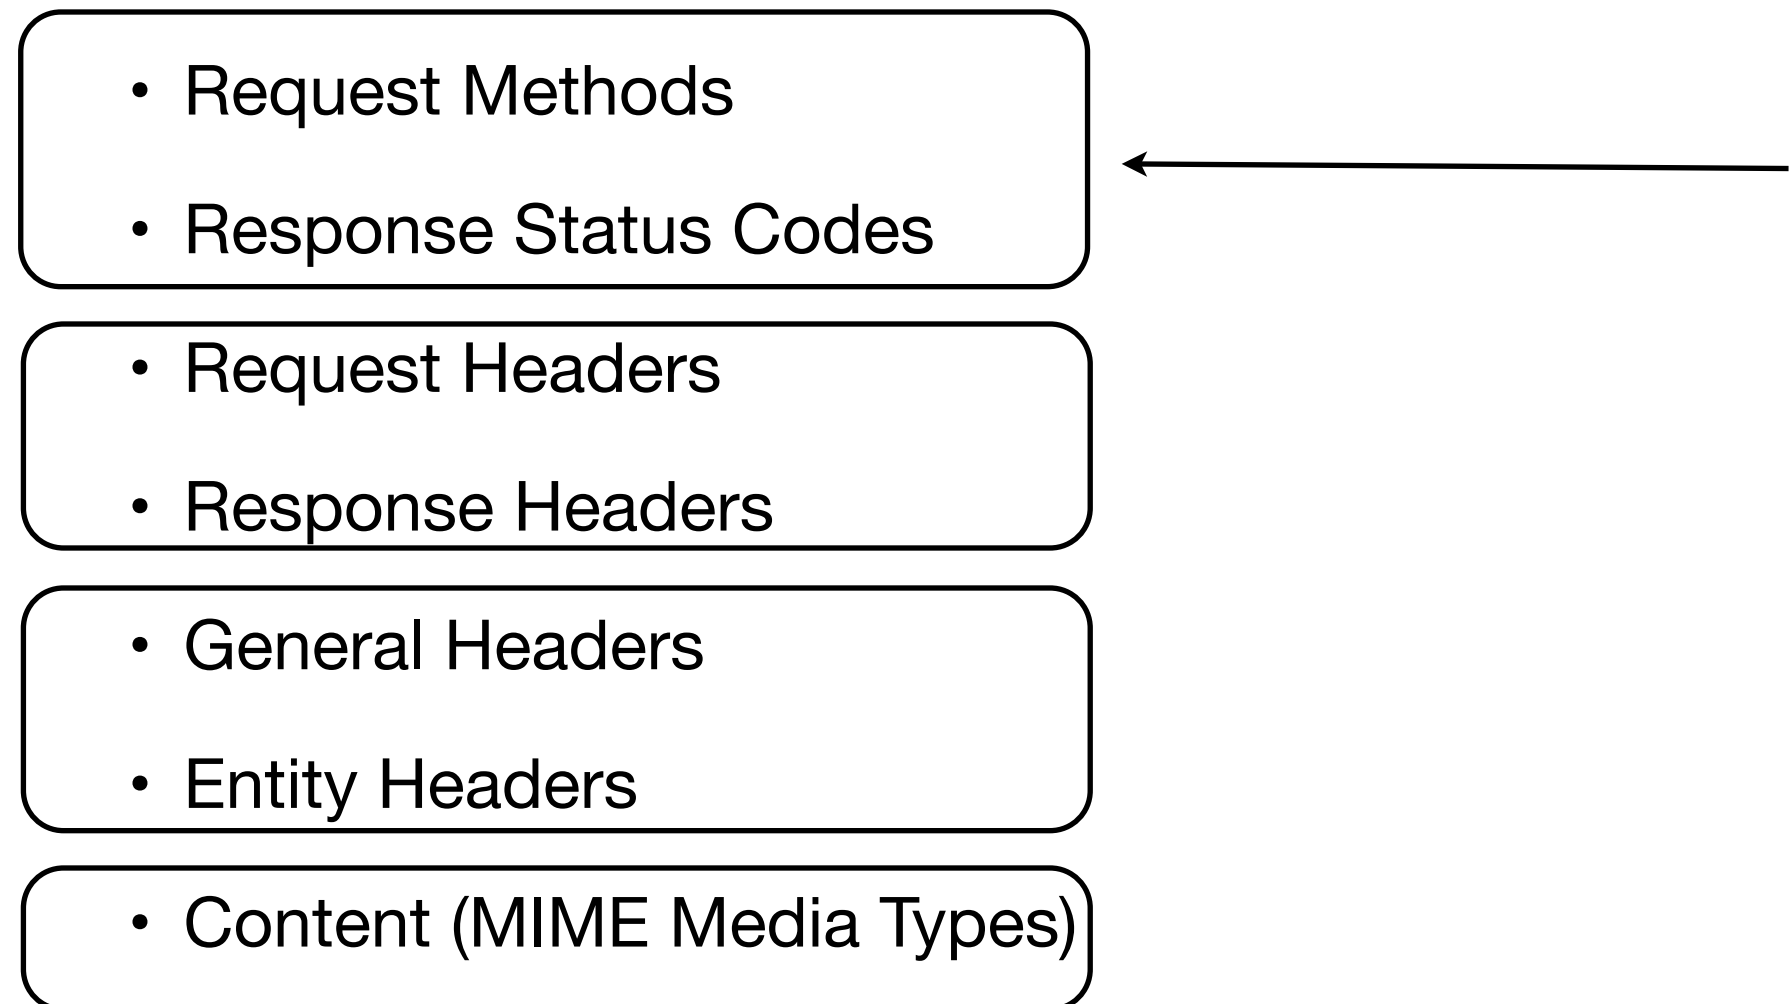 • Request Methods
• Response Status Codes
• Request Headers
• Response Headers
• General Headers
• Entity Headers
• Content (MIME Media Types)